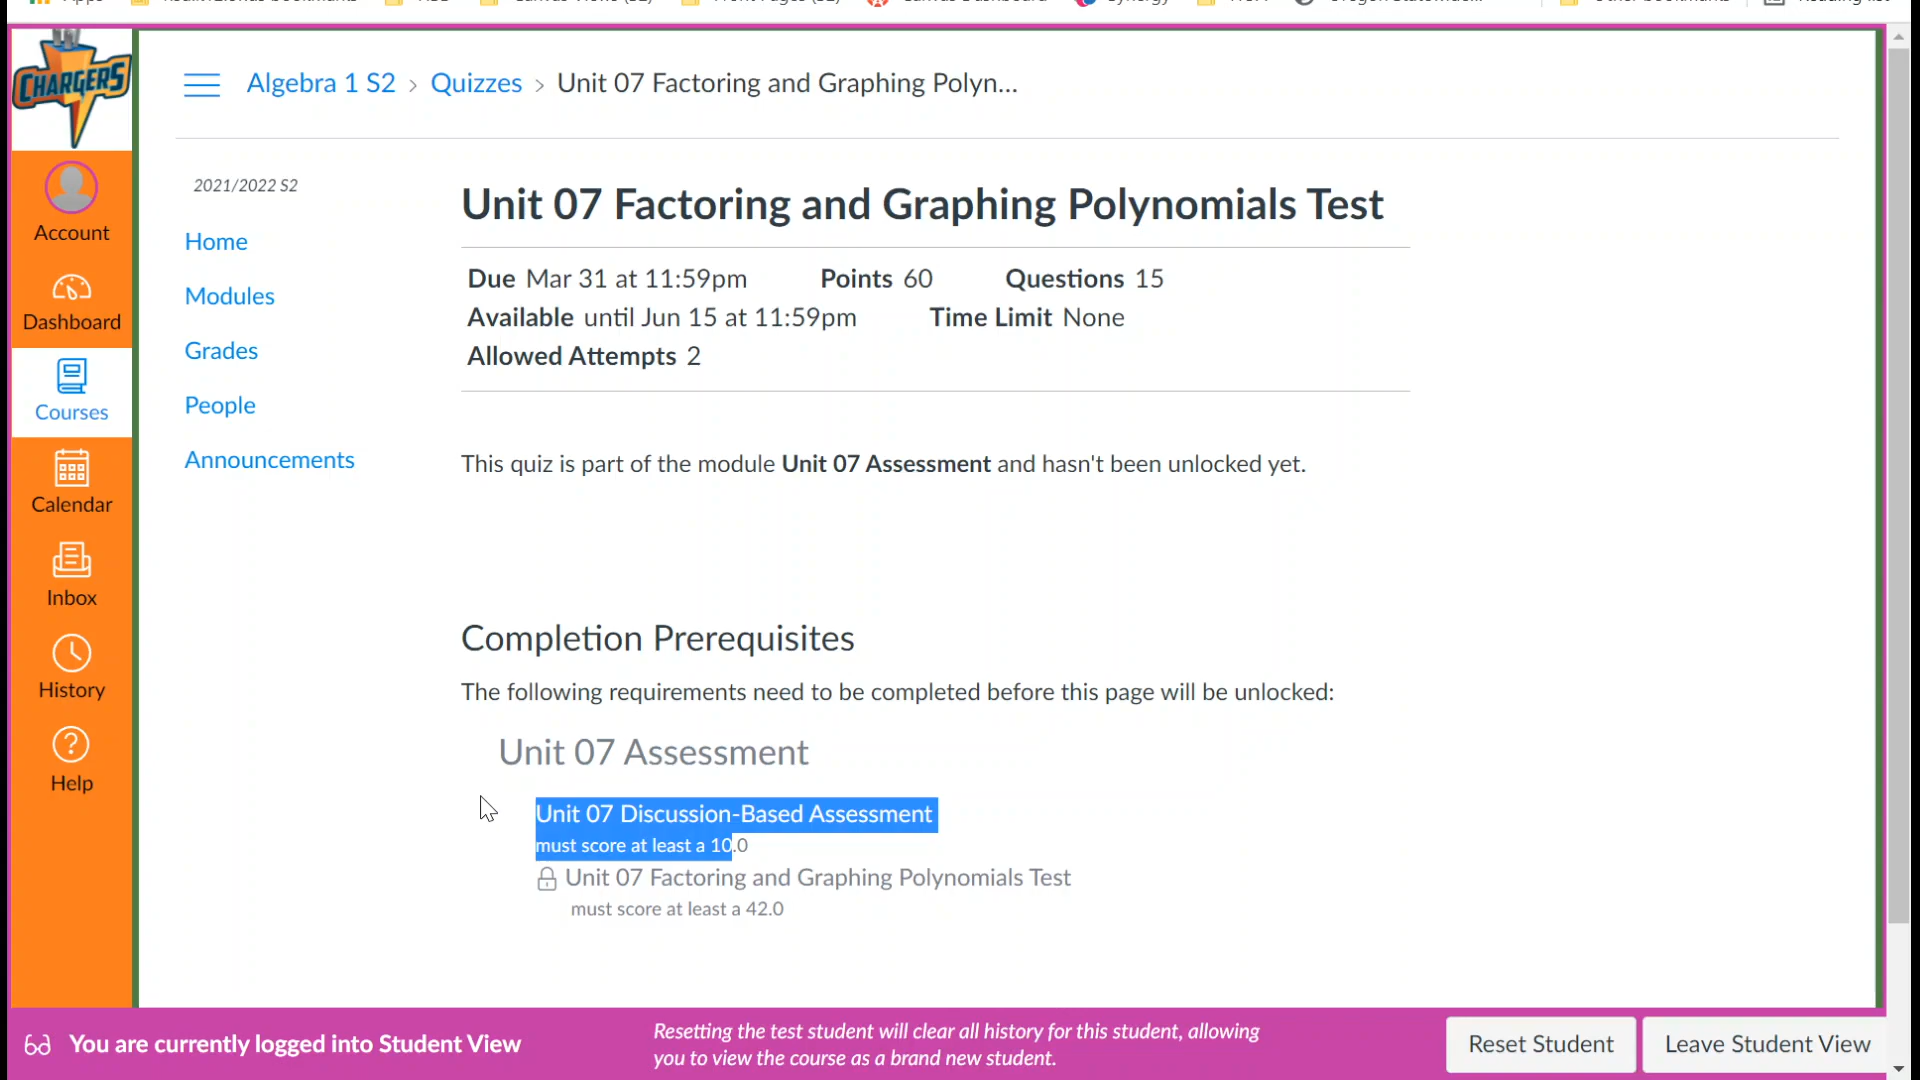 CHARGERS
Algebra 1 S2 › Quizzes › Unit 07 Factoring and Graphing Polyn...
2021/2022 S2
Home
Modules
Grades
People
Announcements
Account
Dashboard
Courses
Calendar
Inbox
History
Help
Unit 07 Factoring and Graphing Polynomials Test
Due Mar 31 at 11:59pm Points 60 Questions 15
Available until Jun 15 at 11:59pm Time Limit None
Allowed Attempts 2
This quiz is part of the module Unit 07 Assessment and hasn't been unlocked yet.
Completion Prerequisites
The following requirements need to be completed before this page will be unlocked:
Unit 07 Assessment
Unit 07 Discussion-Based Assessment
must score at least a 10.0
Unit 07 Factoring and Graphing Polynomials Test
must score at least a 42.0
You are currently logged into Student View
Resetting the test student will clear all history for this student, allowing
you to view the course as a brand new student.
Reset Student
Leave Student View